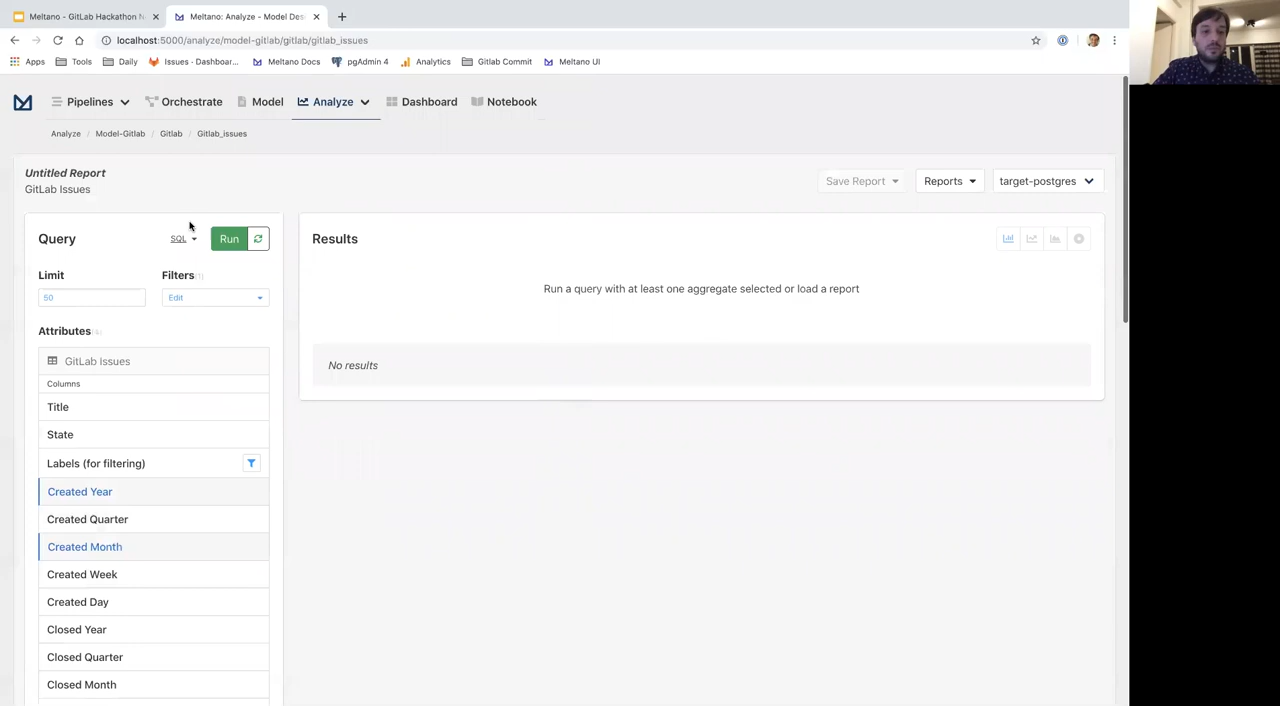 Meltano - GitLab Hackathon N
Meltano: Analyze - Model Des
localhost:5000/analyze/model-gitlab/gitlab/gitlab_issues
Apps Tools Daily Issues · Dashboar... Meltano Docs pgAdmin 4 Analytics Gitlab Commit Meltano UI
Pipelines Orchestrate Model Analyze Dashboard Notebook
Analyze / Model-Gitlab / Gitlab / Gitlab_issues
Untitled Report
GitLab Issues
Save Report Reports target-postgres
Query SQL Run
Limit Filters (1)
50 Edit
Attributes
GitLab Issues
Columns
Title
State
Labels (for filtering)
Created Year
Created Quarter
Created Month
Created Week
Created Day
Closed Year
Closed Quarter
Closed Month
Results
Run a query with at least one aggregate selected or load a report
No results